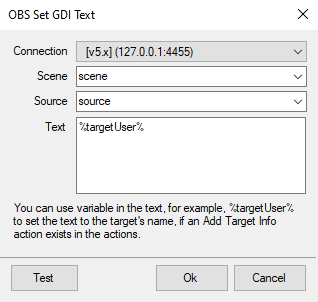 OBS Set GDI Text
Connection [v5.x] (127.0.0.1:4455)
Scene scene
Source source
Text %targetUser%
You can use variable in the text, for example, %targetUser%
to set the text to the target's name, if an Add Target Info
action exists in the actions.
Test Ok Cancel